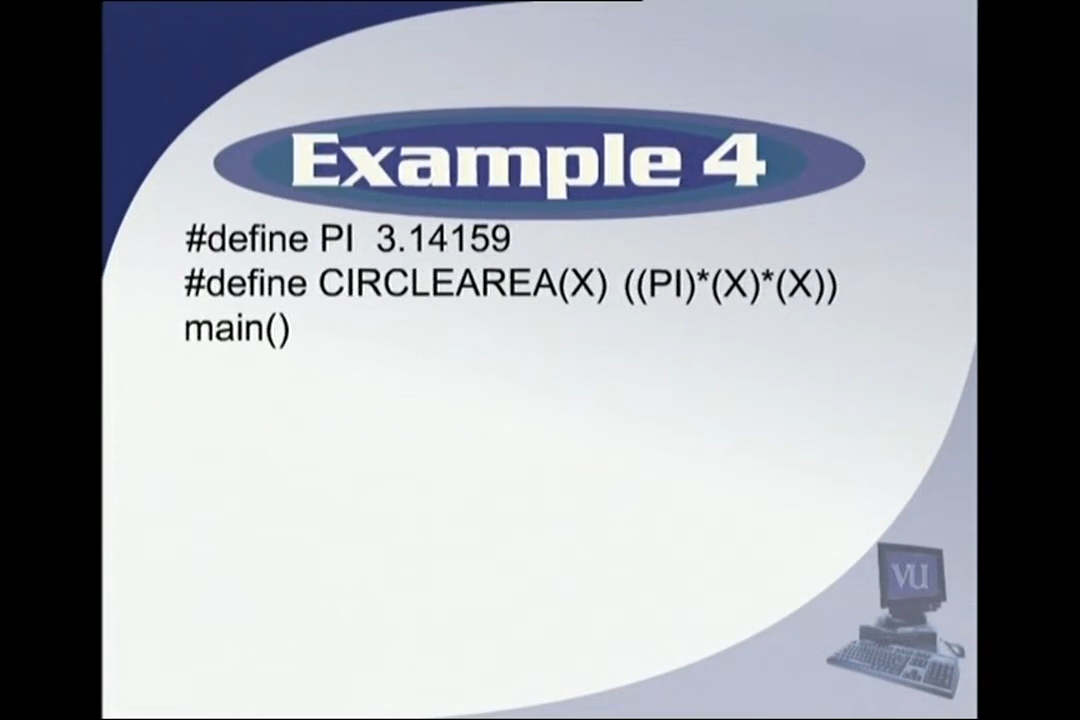 Example 4
#define PI  3.14159
#define CIRCLEAREA(X) ((PI)*(X)*(X))
main()
VU